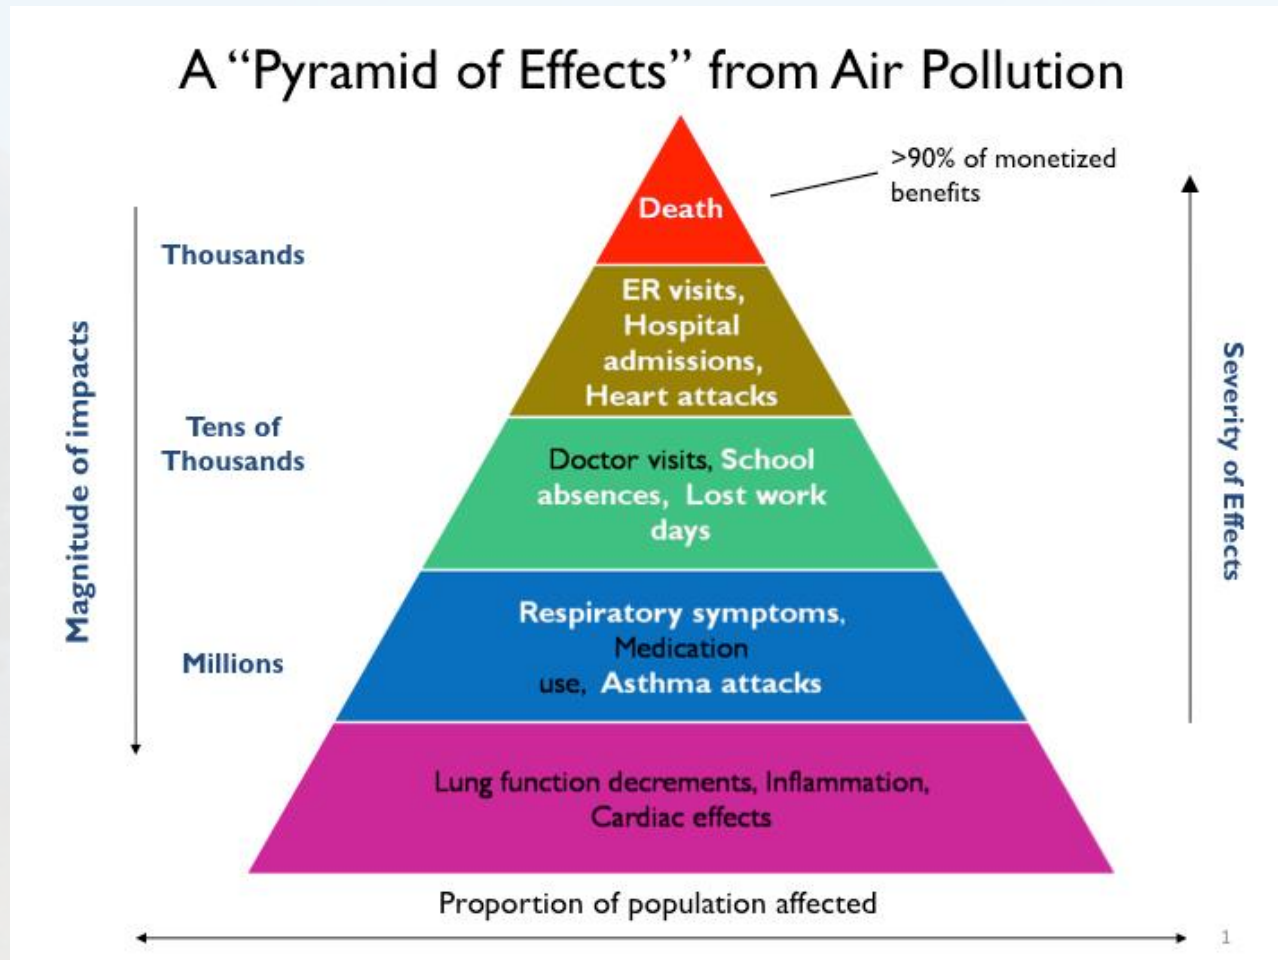 A “Pyramid of Effects” from Air Pollution
>90% of monetized
benefits
Death
Thousands
ER visits,
Hospital
admissions,
Heart attacks
Magnitude of impacts
Severity of Effects
Tens of
Thousands
Doctor visits, School
absences, Lost work
days
Respiratory symptoms,
Medication
use, Asthma attacks
Millions
Lung function decrements, Inflammation,
Cardiac effects
Proportion of population affected
1